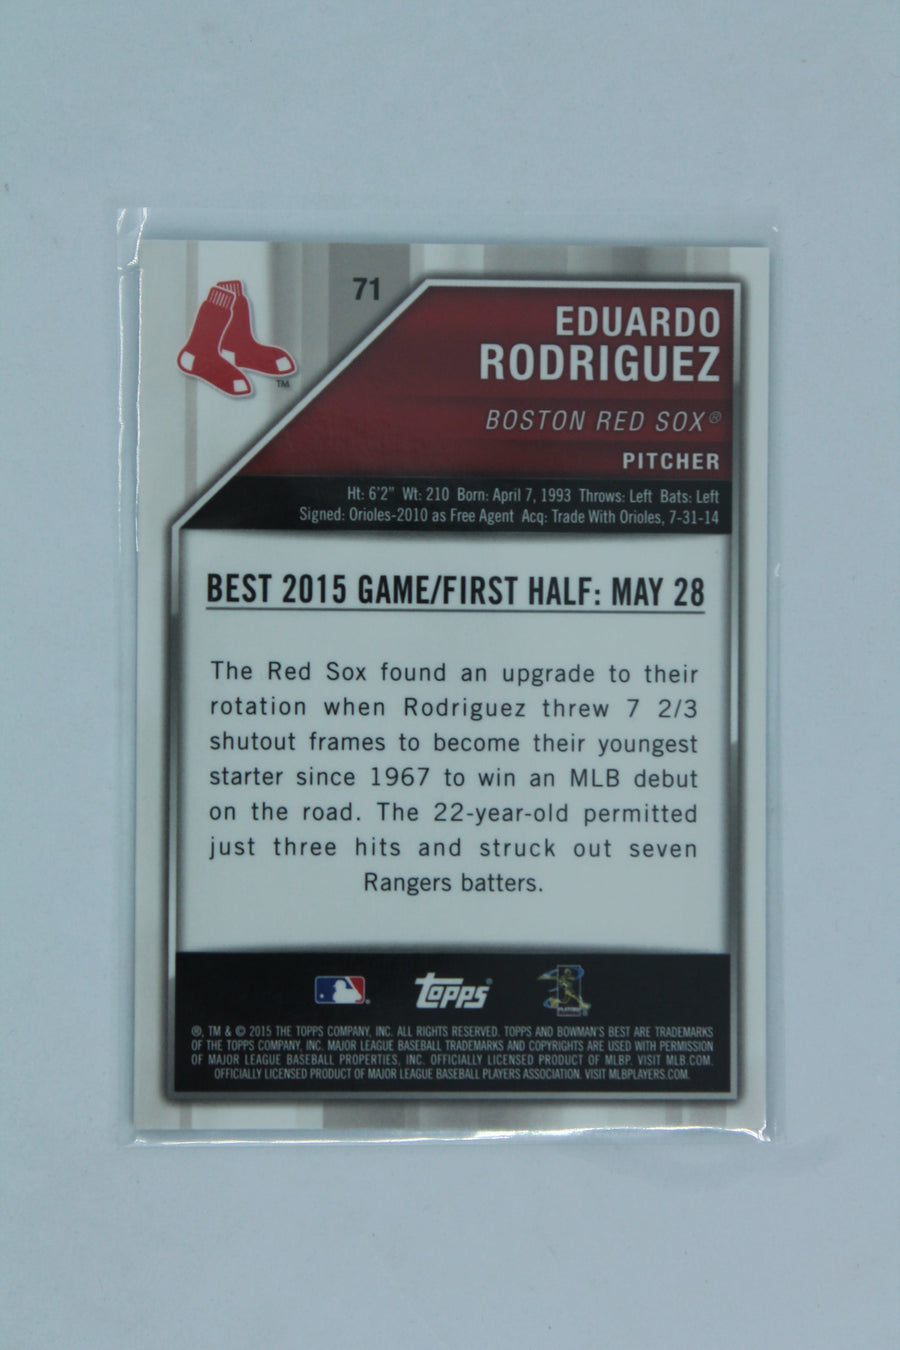 71
EDUARDO
RODRIGUEZ
BOSTON RED SOX®
PITCHER
TM
Ht: 6'2" Wt: 210 Born: April 7, 1993 Throws: Left Bats: Left
Signed: Orioles-2010 as Free Agent Acq: Trade With Orioles, 7-31-14
BEST 2015 GAME/FIRST HALF: MAY 28
The Red Sox found an upgrade to their
rotation when Rodriguez threw 7 2/3
shutout frames to become their youngest
starter since 1967 to win an MLB debut
on the road. The 22-year-old permitted
just three hits and struck out seven
Rangers batters.
topps®
®, TM & © 2015 THE TOPPS COMPANY, INC. ALL RIGHTS RESERVED. TOPPS AND BOWMAN'S BEST ARE TRADEMARKS
OF THE TOPPS COMPANY, INC. MAJOR LEAGUE BASEBALL TRADEMARKS AND COPYRIGHTS ARE USED WITH PERMISSION
OF MAJOR LEAGUE BASEBALL PROPERTIES, INC. OFFICIALLY LICENSED PRODUCT OF MLBP. VISIT MLB.COM.
OFFICIALLY LICENSED PRODUCT OF MAJOR LEAGUE BASEBALL PLAYERS ASSOCIATION. VISIT MLBPLAYERS.COM.